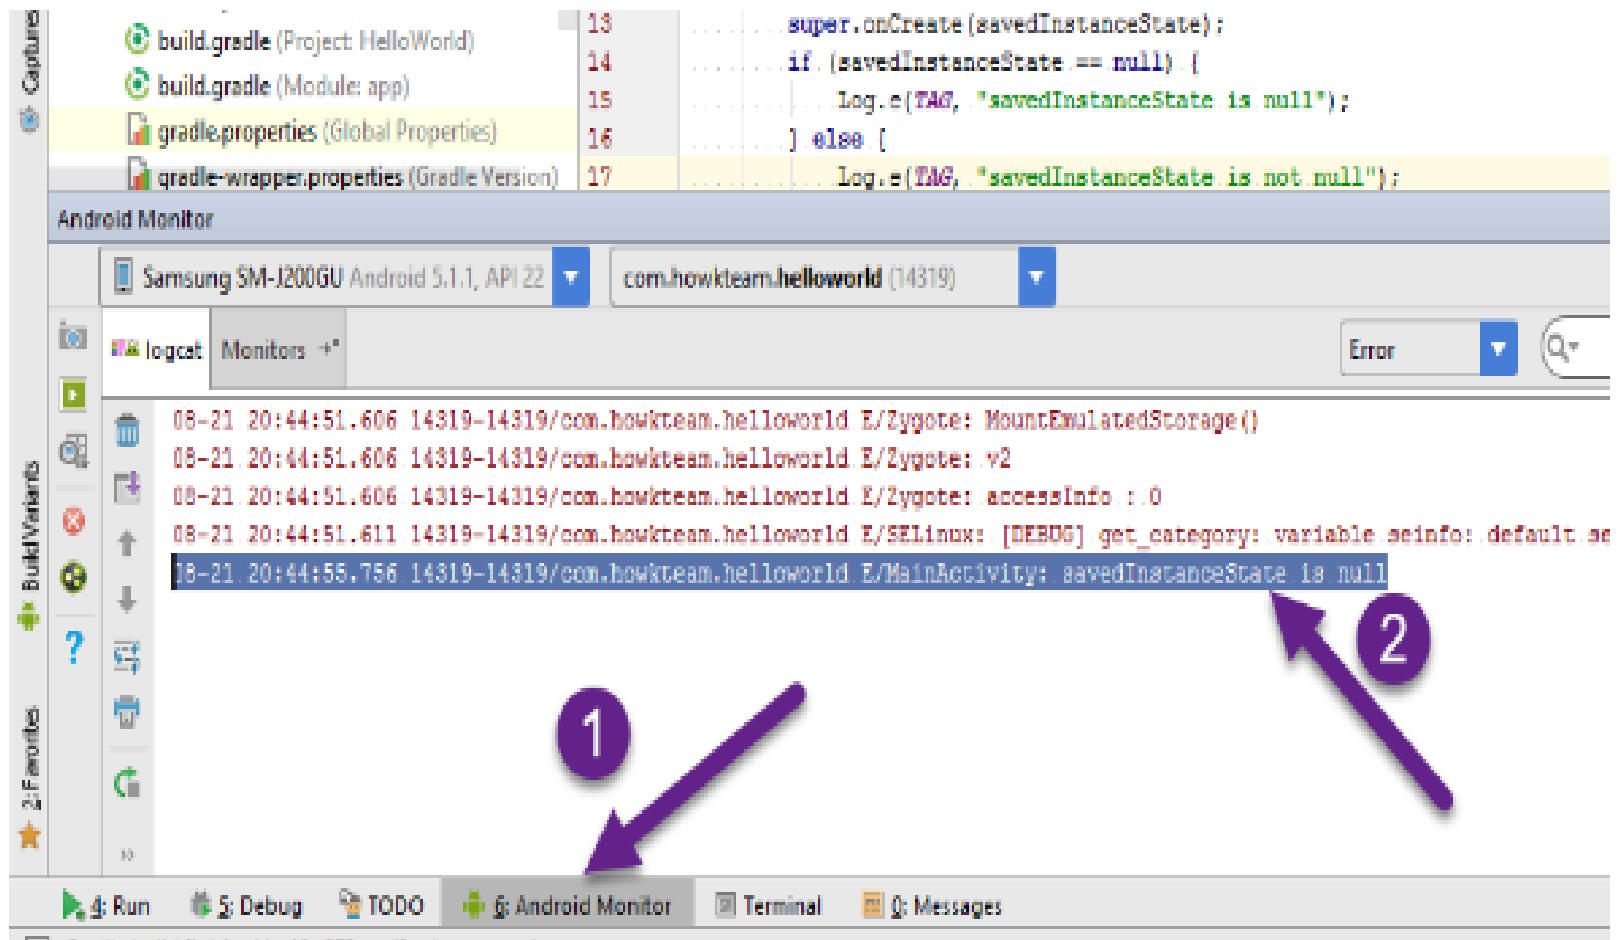 Captures
build.gradle (Project: HelloWorld)
build.gradle (Module: app)
gradle.properties (Global Properties)
gradle-wrapper.properties (Gradle Version)
13 super.onCreate(savedInstanceState);
14 if (savedInstanceState == null) {
15 Log.e(TAG, "savedInstanceState is null");
16 } else {
17 Log.e(TAG, "savedInstanceState is not null");
Android Monitor
Samsung SM-J200GU Android 5.1.1, API 22
com.howkteam.helloworld (14319)
logcat
Monitors
Error
08-21 20:44:51.606 14319-14319/com.howkteam.helloworld E/Zygote: MountEmulatedStorage()
08-21 20:44:51.606 14319-14319/com.howkteam.helloworld E/Zygote: v2
08-21 20:44:51.606 14319-14319/com.howkteam.helloworld E/Zygote: accessInfo : 0
08-21 20:44:51.611 14319-14319/com.howkteam.helloworld E/SELinux: [DEBUG] get_category: variable seinfo: default se
08-21 20:44:55.756 14319-14319/com.howkteam.helloworld E/MainActivity: savedInstanceState is null
Build Variants
2: Favorites
1
2
4: Run
5: Debug
TODO
6: Android Monitor
Terminal
0: Messages